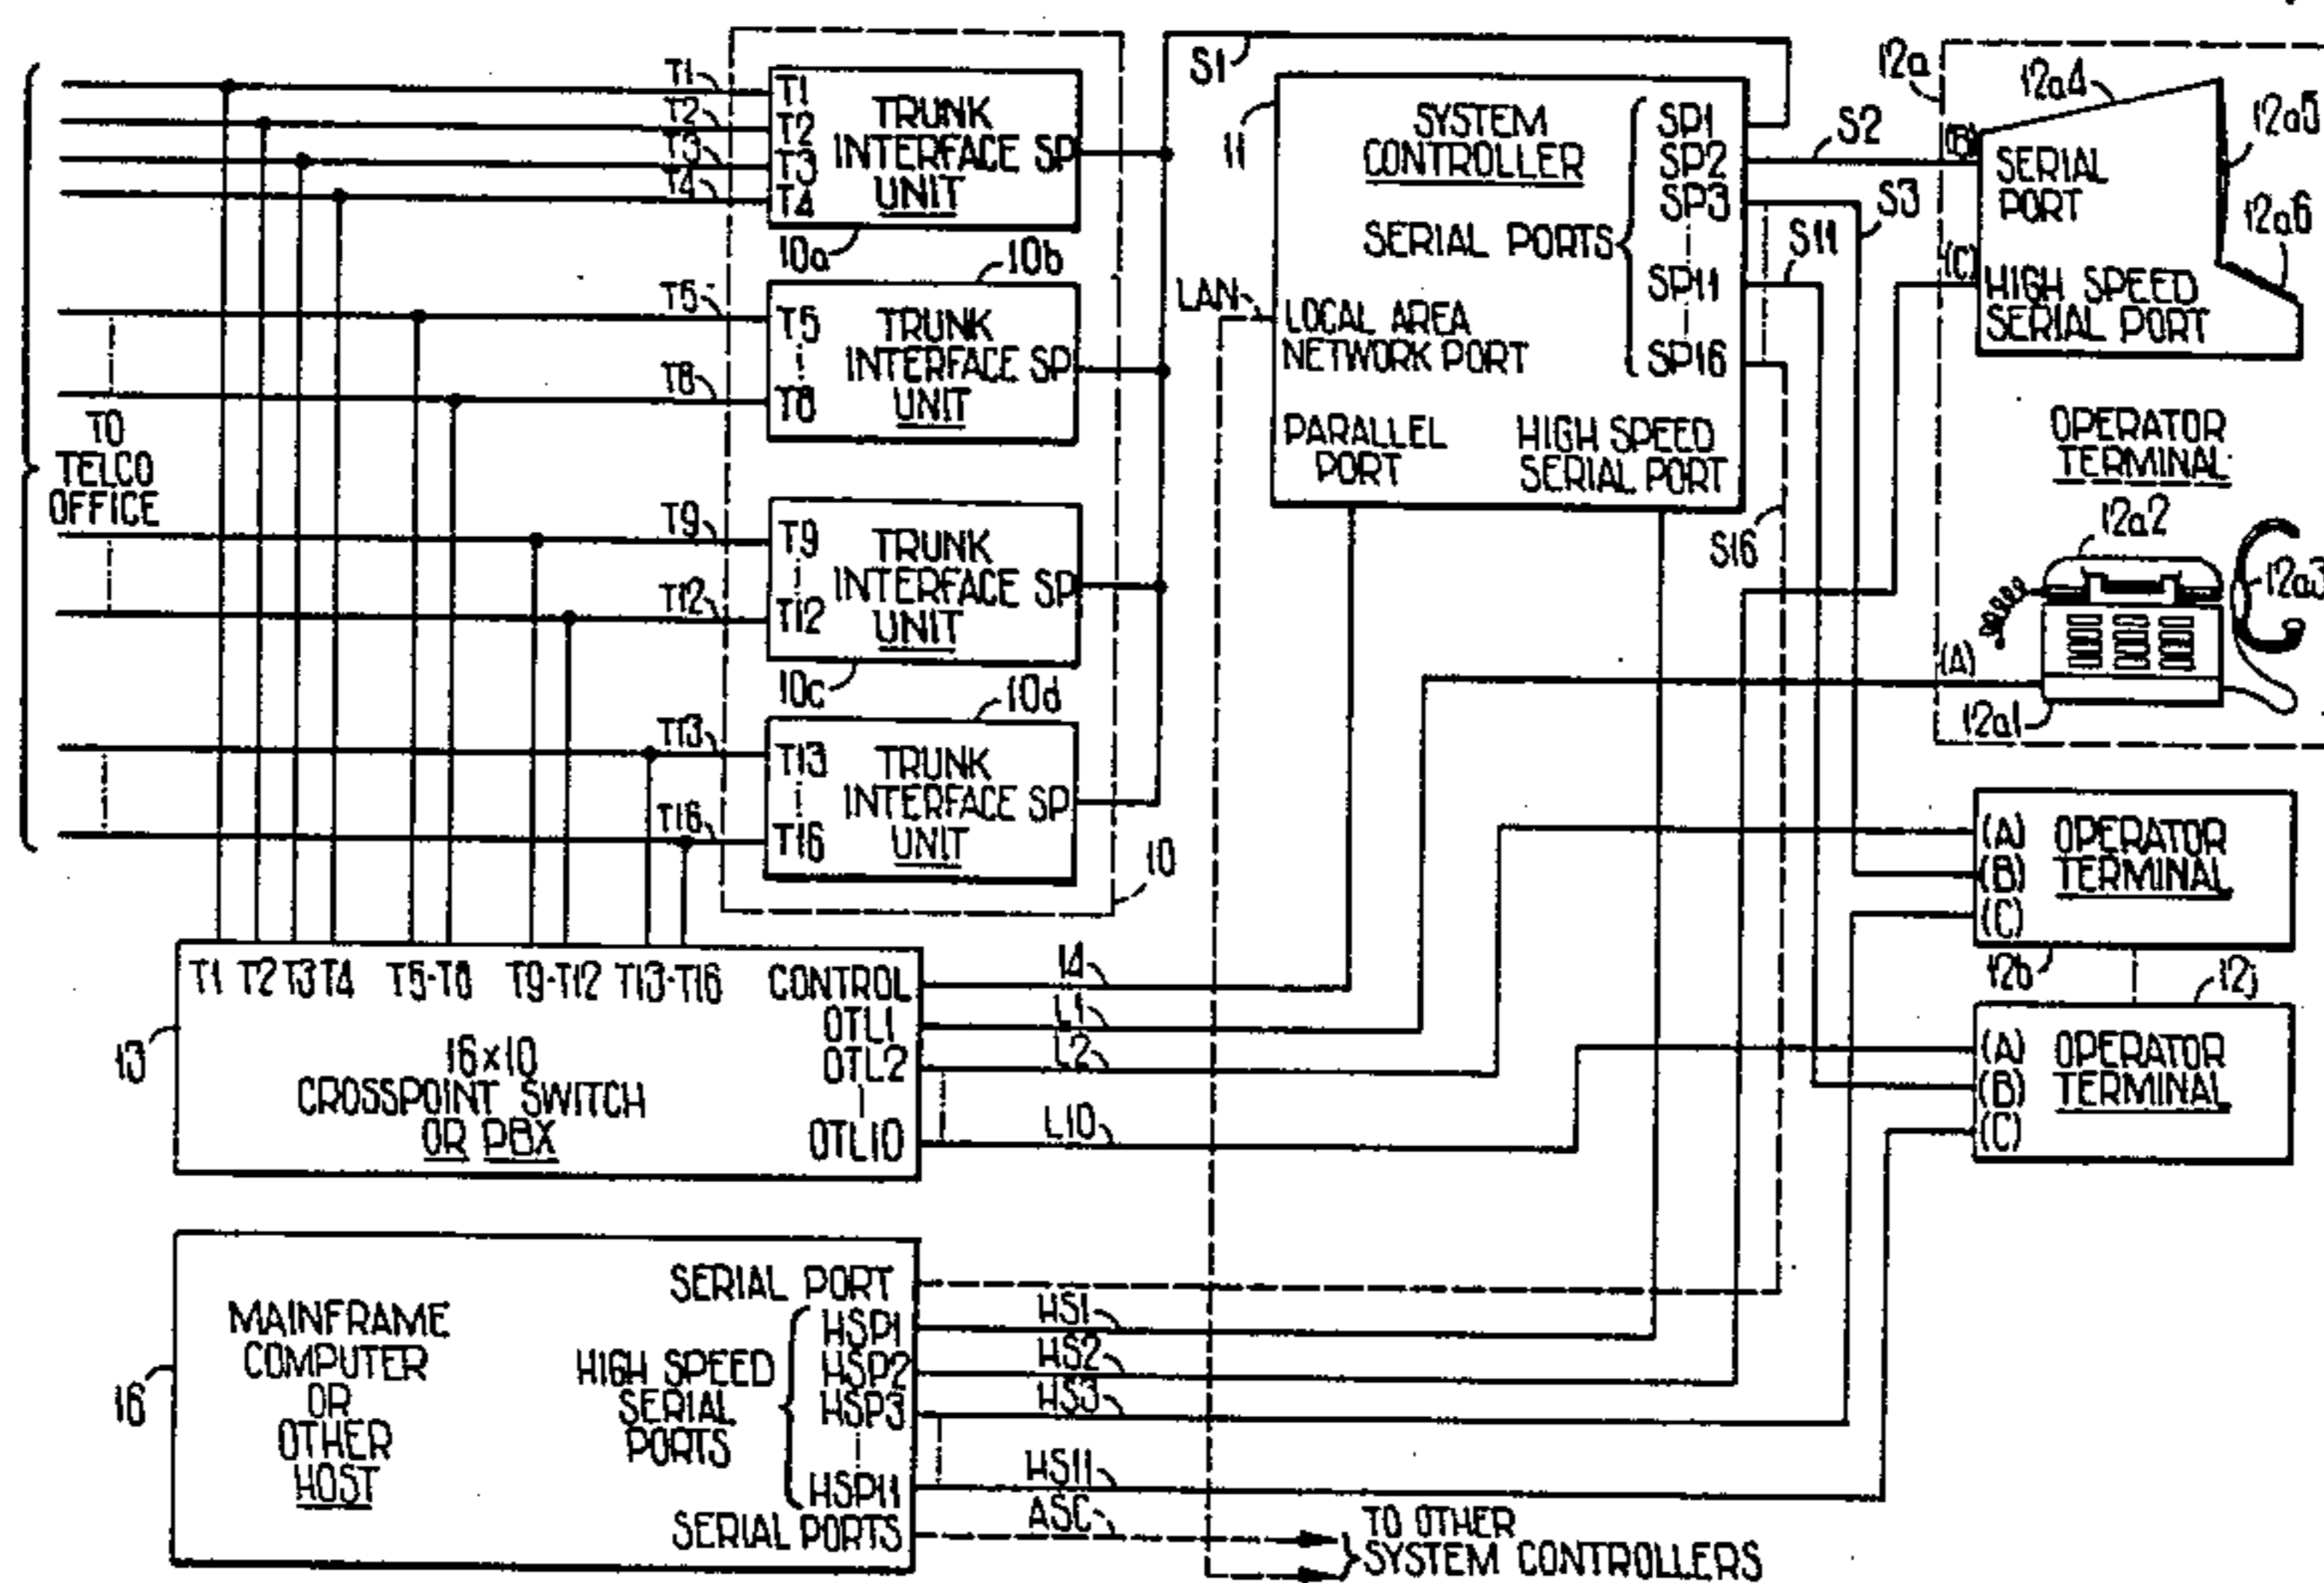 TO
TELCO
OFFICE
T1
T2
T3
T4
T5
T8
T9
T12
T13
T16
T1
T2
T3
T4
TRUNK
INTERFACE SP
UNIT
10a
10b
T5
T8
TRUNK
INTERFACE SP
UNIT
T9
T12
TRUNK
INTERFACE SP
UNIT
10c
10d
T13
T16
TRUNK
INTERFACE SP
UNIT
10
S1
11
SYSTEM
CONTROLLER
SERIAL PORTS
SP1
SP2
SP3
SP11
SP16
LAN
LOCAL AREA
NETWORK PORT
PARALLEL
PORT
HIGH SPEED
SERIAL PORT
S2
S3
S11
S16
12a
12a4
12a5
12a6
(B)
SERIAL
PORT
(C)
HIGH SPEED
SERIAL PORT
OPERATOR
TERMINAL
12a2
12a3
(A)
12a1
(A)
(B)
(C)
OPERATOR
TERMINAL
12b
12j
(A)
(B)
(C)
OPERATOR
TERMINAL
T1 T2 T3 T4 T5-T8 T9-T12 T13-T16
CONTROL
OTL1
OTL2
OTL10
13
16×10
CROSSPOINT SWITCH
OR PBX
14
L1
L2
L10
16
MAINFRAME
COMPUTER
OR
OTHER
HOST
SERIAL PORT
HIGH SPEED
SERIAL
PORTS
HSP1
HSP2
HSP3
HSP11
SERIAL PORTS
HS1
HS2
HS3
HS11
ASC
TO OTHER
SYSTEM CONTROLLERS